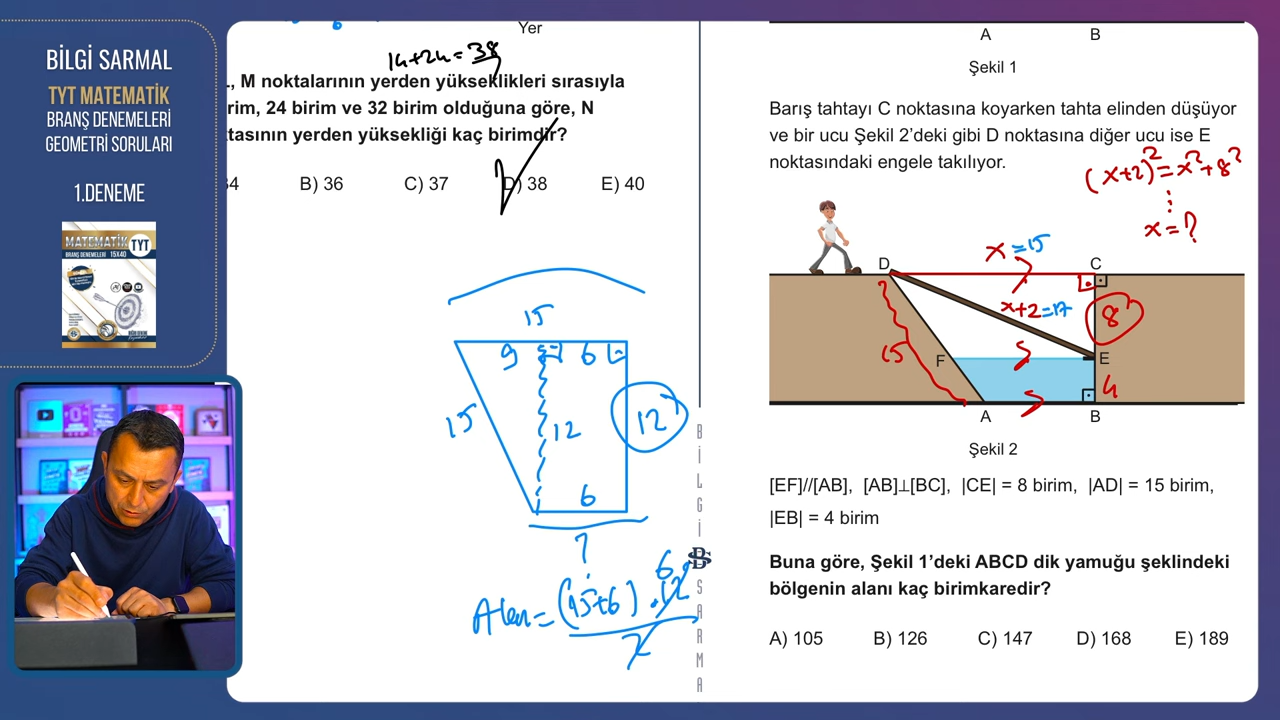 BİLGİ SARMAL
TYT MATEMATİK
BRANŞ DENEMELERİ
GEOMETRİ SORULARI
1.DENEME
MATEMATİK TYT
BRANŞ DENEMELERİ 15X40
Yer
14+24=38
, M noktalarının yerden yükseklikleri sırasıyla
rim, 24 birim ve 32 birim olduğuna göre, N
tasının yerden yüksekliği kaç birimdir?
34 B) 36 C) 37 D) 38 E) 40
15
9 6
15 12 12
6
?
Alan=(15+6).12
6
2
BİLGİ
SARMA
A B
Şekil 1
Barış tahtayı C noktasına koyarken tahta elinden düşüyor
ve bir ucu Şekil 2’deki gibi D noktasına diğer ucu ise E
noktasındaki engele takılıyor.
(x+2)²=x²+8²
x=?
x=15
D C
x+2=17 8
15 F E
4
A B
Şekil 2
[EF]//[AB], [AB]⊥[BC], |CE| = 8 birim, |AD| = 15 birim,
|EB| = 4 birim
Buna göre, Şekil 1’deki ABCD dik yamuğu şeklindeki
bölgenin alanı kaç birimkaredir?
A) 105 B) 126 C) 147 D) 168 E) 189